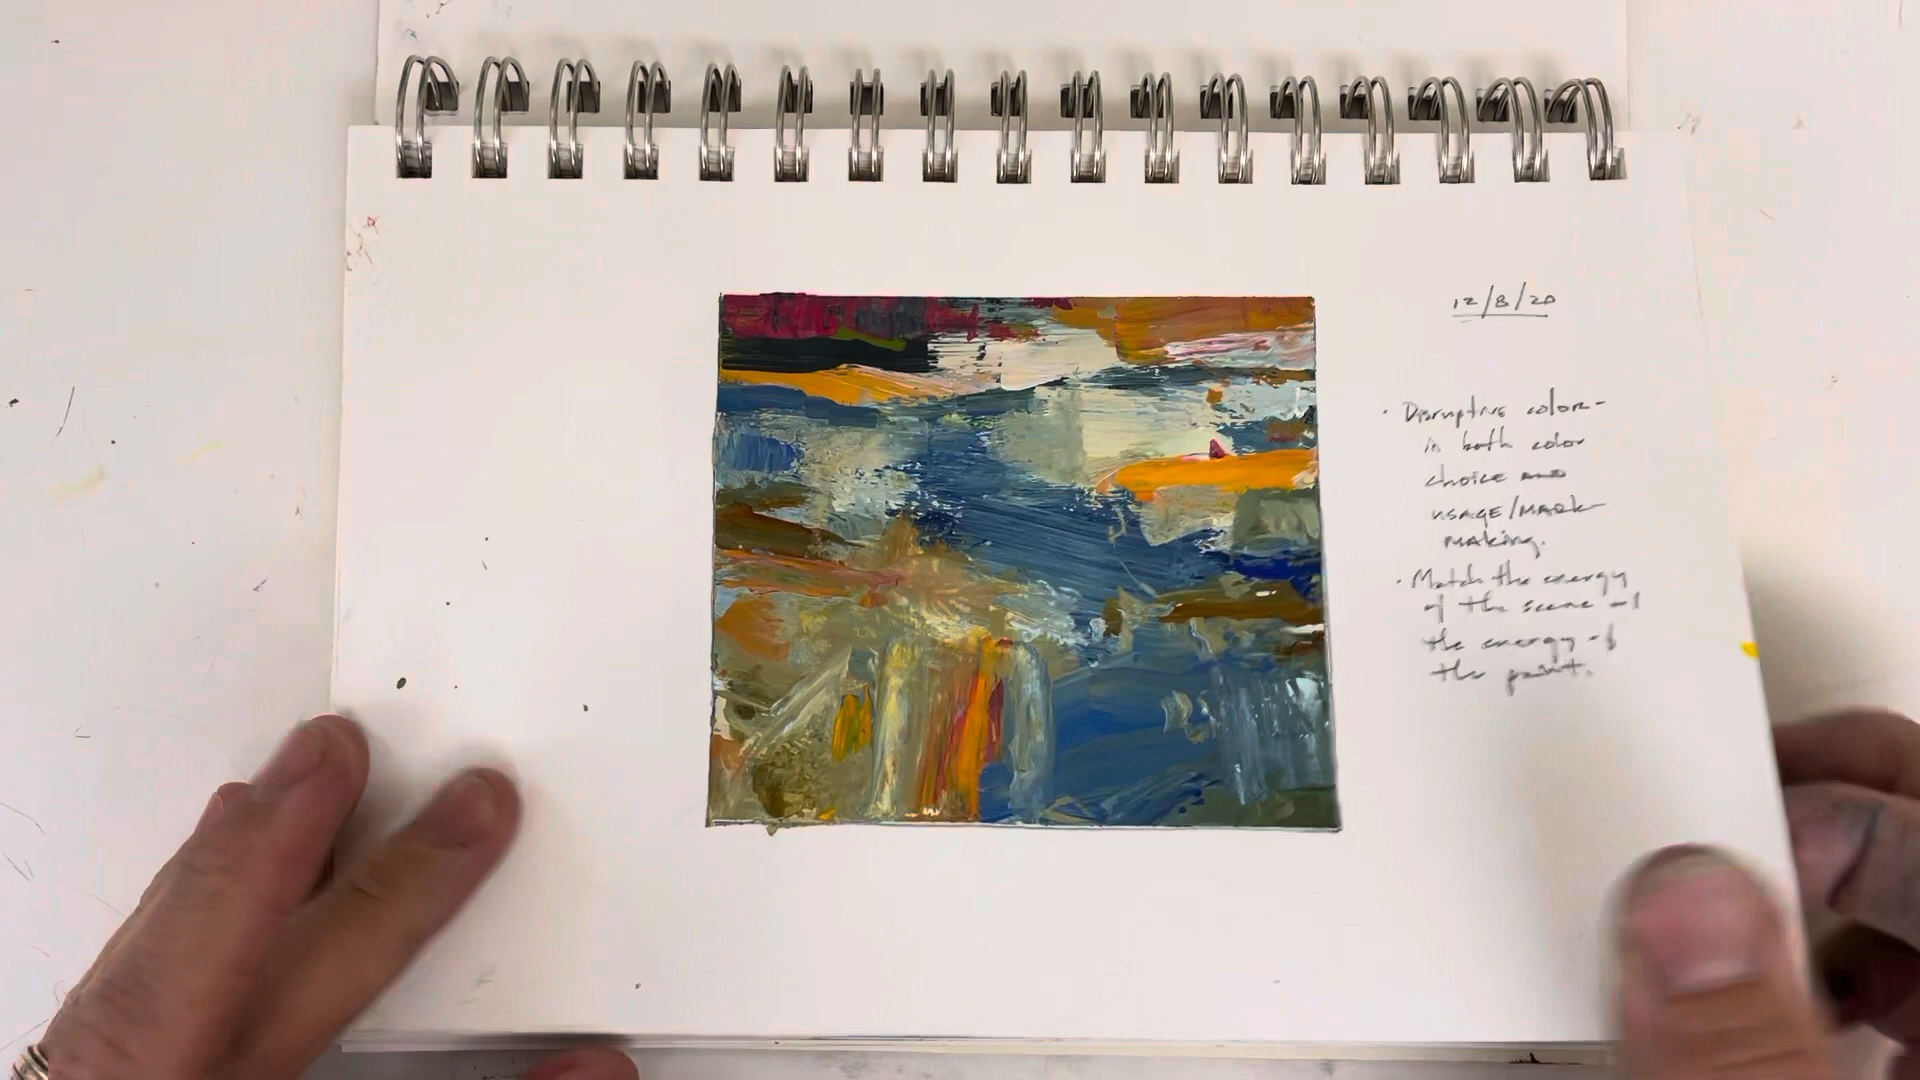 12/8/20
• Disruptive color -
in both color
choice and
USAGE/MARK
MAKING.
• Match the energy
of the scene and
the energy of
the paint.